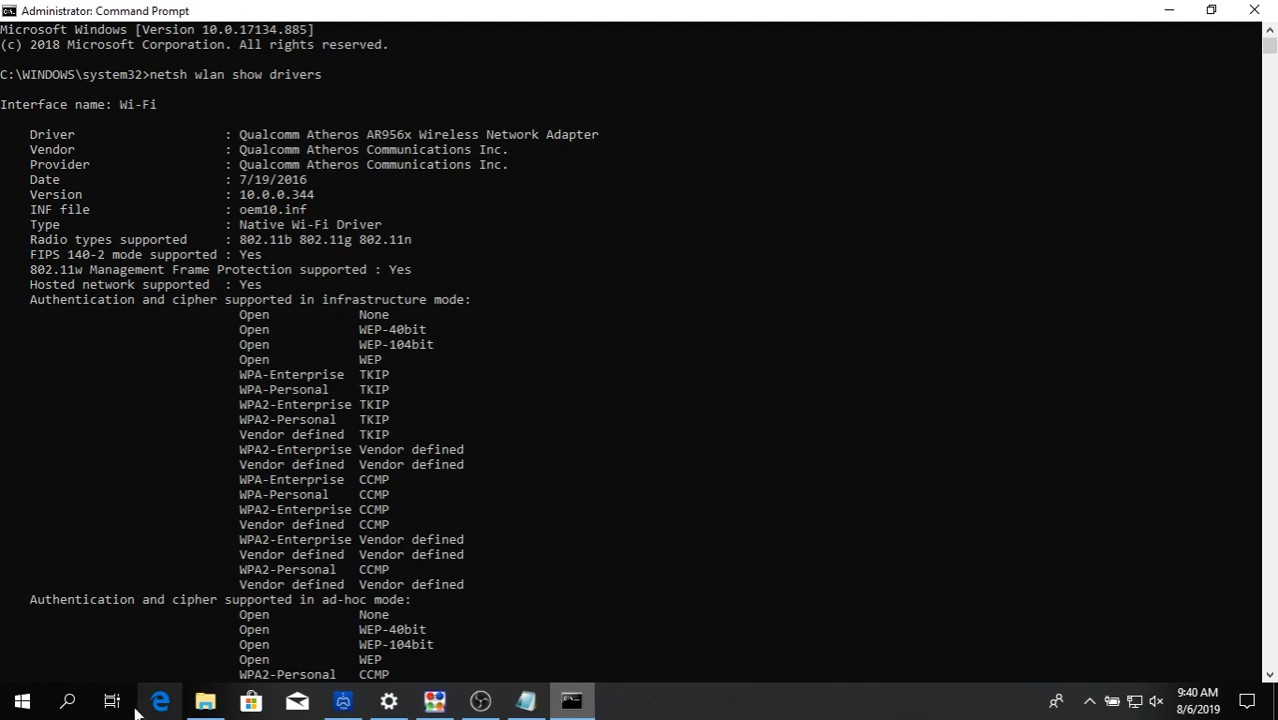 Administrator: Command Prompt
Microsoft Windows [Version 10.0.17134.885]
(c) 2018 Microsoft Corporation. All rights reserved.
C:\WINDOWS\system32>netsh wlan show drivers
Interface name: Wi-Fi
Driver : Qualcomm Atheros AR956x Wireless Network Adapter
Vendor : Qualcomm Atheros Communications Inc.
Provider : Qualcomm Atheros Communications Inc.
Date : 7/19/2016
Version : 10.0.0.344
INF file : oem10.inf
Type : Native Wi-Fi Driver
Radio types supported : 802.11b 802.11g 802.11n
FIPS 140-2 mode supported : Yes
802.11w Management Frame Protection supported : Yes
Hosted network supported : Yes
Authentication and cipher supported in infrastructure mode:
Open None
Open WEP-40bit
Open WEP-104bit
Open WEP
WPA-Enterprise TKIP
WPA-Personal TKIP
WPA2-Enterprise TKIP
WPA2-Personal TKIP
Vendor defined TKIP
WPA2-Enterprise Vendor defined
Vendor defined Vendor defined
WPA-Enterprise CCMP
WPA-Personal CCMP
WPA2-Enterprise CCMP
Vendor defined CCMP
WPA2-Enterprise Vendor defined
Vendor defined Vendor defined
WPA2-Personal CCMP
Vendor defined Vendor defined
Authentication and cipher supported in ad-hoc mode:
Open None
Open WEP-40bit
Open WEP-104bit
Open WEP
WPA2-Personal CCMP
9:40 AM
8/6/2019